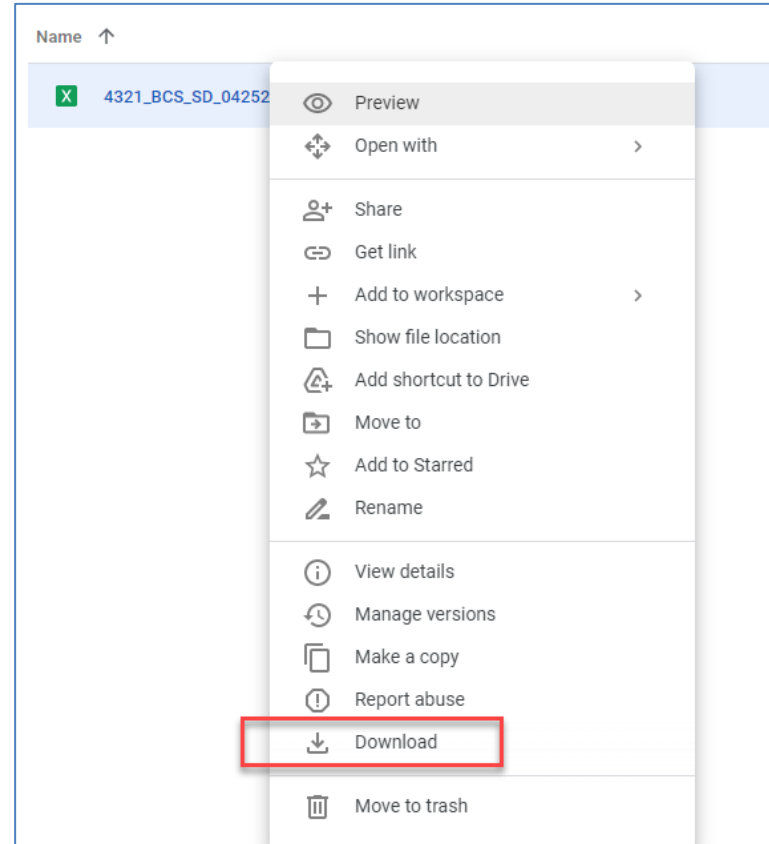 Name
X 4321_BCS_SD_04252
Preview
Open with
Share
Get link
Add to workspace
Show file location
Add shortcut to Drive
Move to
Add to Starred
Rename
View details
Manage versions
Make a copy
Report abuse
Download
Move to trash